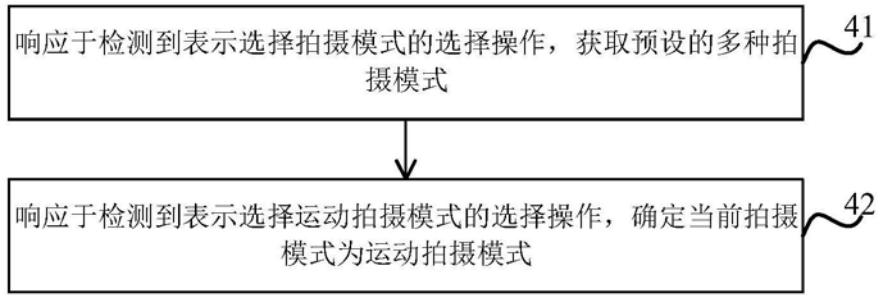 响应于检测到表示选择拍摄模式的选择操作，获取预设的多种拍
摄模式
41
响应于检测到表示选择运动拍摄模式的选择操作，确定当前拍摄
模式为运动拍摄模式
42